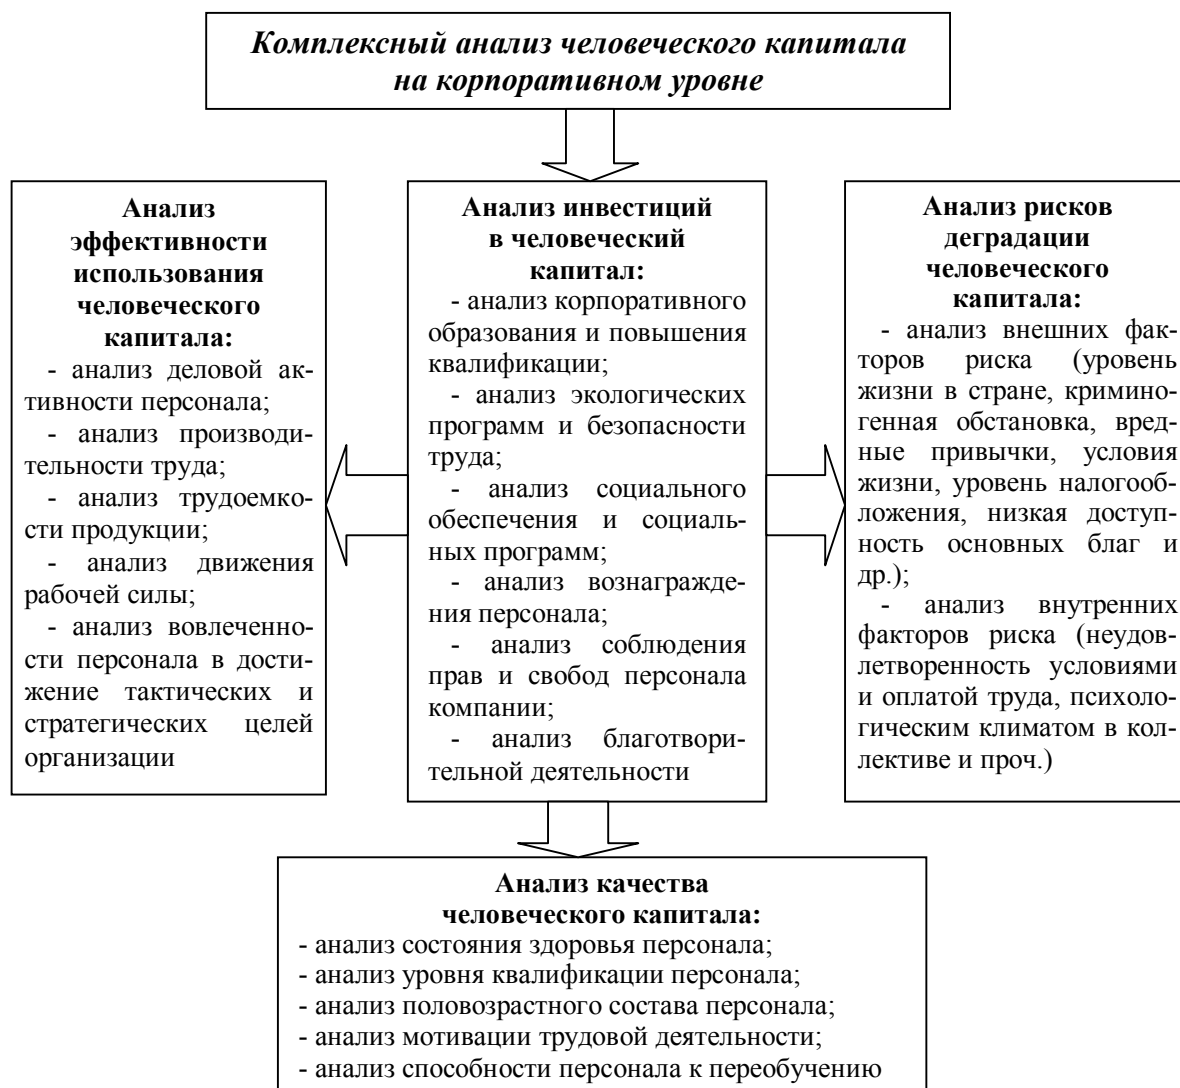 Комплексный анализ человеческого капитала
на корпоративном уровне
Анализ
эффективности
использования
человеческого
капитала:
- анализ деловой ак-
тивности персонала;
- анализ производи-
тельности труда;
- анализ трудоемко-
сти продукции;
- анализ движения
рабочей силы;
- анализ вовлеченно-
сти персонала в дости-
жение тактических и
стратегических целей
организации
Анализ инвестиций
в человеческий
капитал:
- анализ корпоративного
образования и повышения
квалификации;
- анализ экологических
программ и безопасности
труда;
- анализ социального
обеспечения и социаль-
ных программ;
- анализ вознагражде-
ния персонала;
- анализ соблюдения
прав и свобод персонала
компании;
- анализ благотвори-
тельной деятельности
Анализ рисков
деградации
человеческого
капитала:
- анализ внешних фак-
торов риска (уровень
жизни в стране, кримино-
генная обстановка, вред-
ные привычки, условия
жизни, уровень налогооб-
ложения, низкая доступ-
ность основных благ и
др.);
- анализ внутренних
факторов риска (неудов-
летворенность условиями
и оплатой труда, психоло-
гическим климатом в кол-
лективе и проч.)
Анализ качества
человеческого капитала:
- анализ состояния здоровья персонала;
- анализ уровня квалификации персонала;
- анализ половозрастного состава персонала;
- анализ мотивации трудовой деятельности;
- анализ способности персонала к переобучению